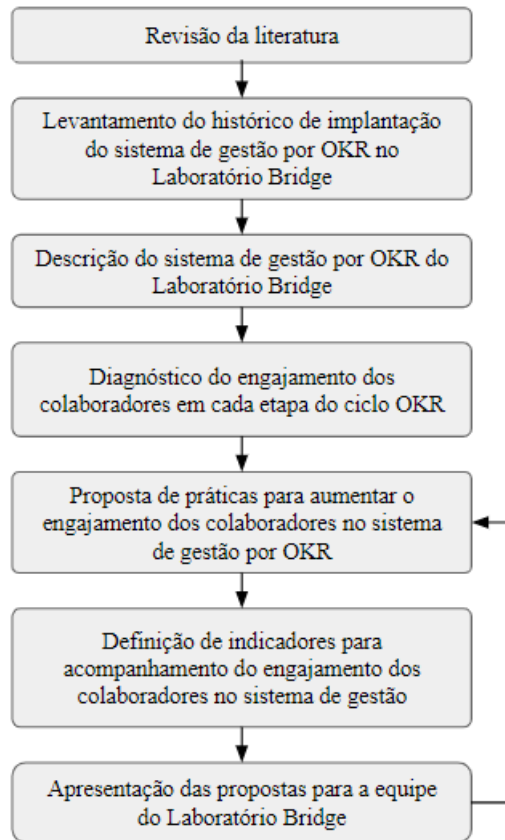 Revisão da literatura
Levantamento do histórico de implantação
do sistema de gestão por OKR no
Laboratório Bridge
Descrição do sistema de gestão por OKR do
Laboratório Bridge
Diagnóstico do engajamento dos
colaboradores em cada etapa do ciclo OKR
Proposta de práticas para aumentar o
engajamento dos colaboradores no sistema
de gestão por OKR
Definição de indicadores para
acompanhamento do engajamento dos
colaboradores no sistema de gestão
Apresentação das propostas para a equipe
do Laboratório Bridge